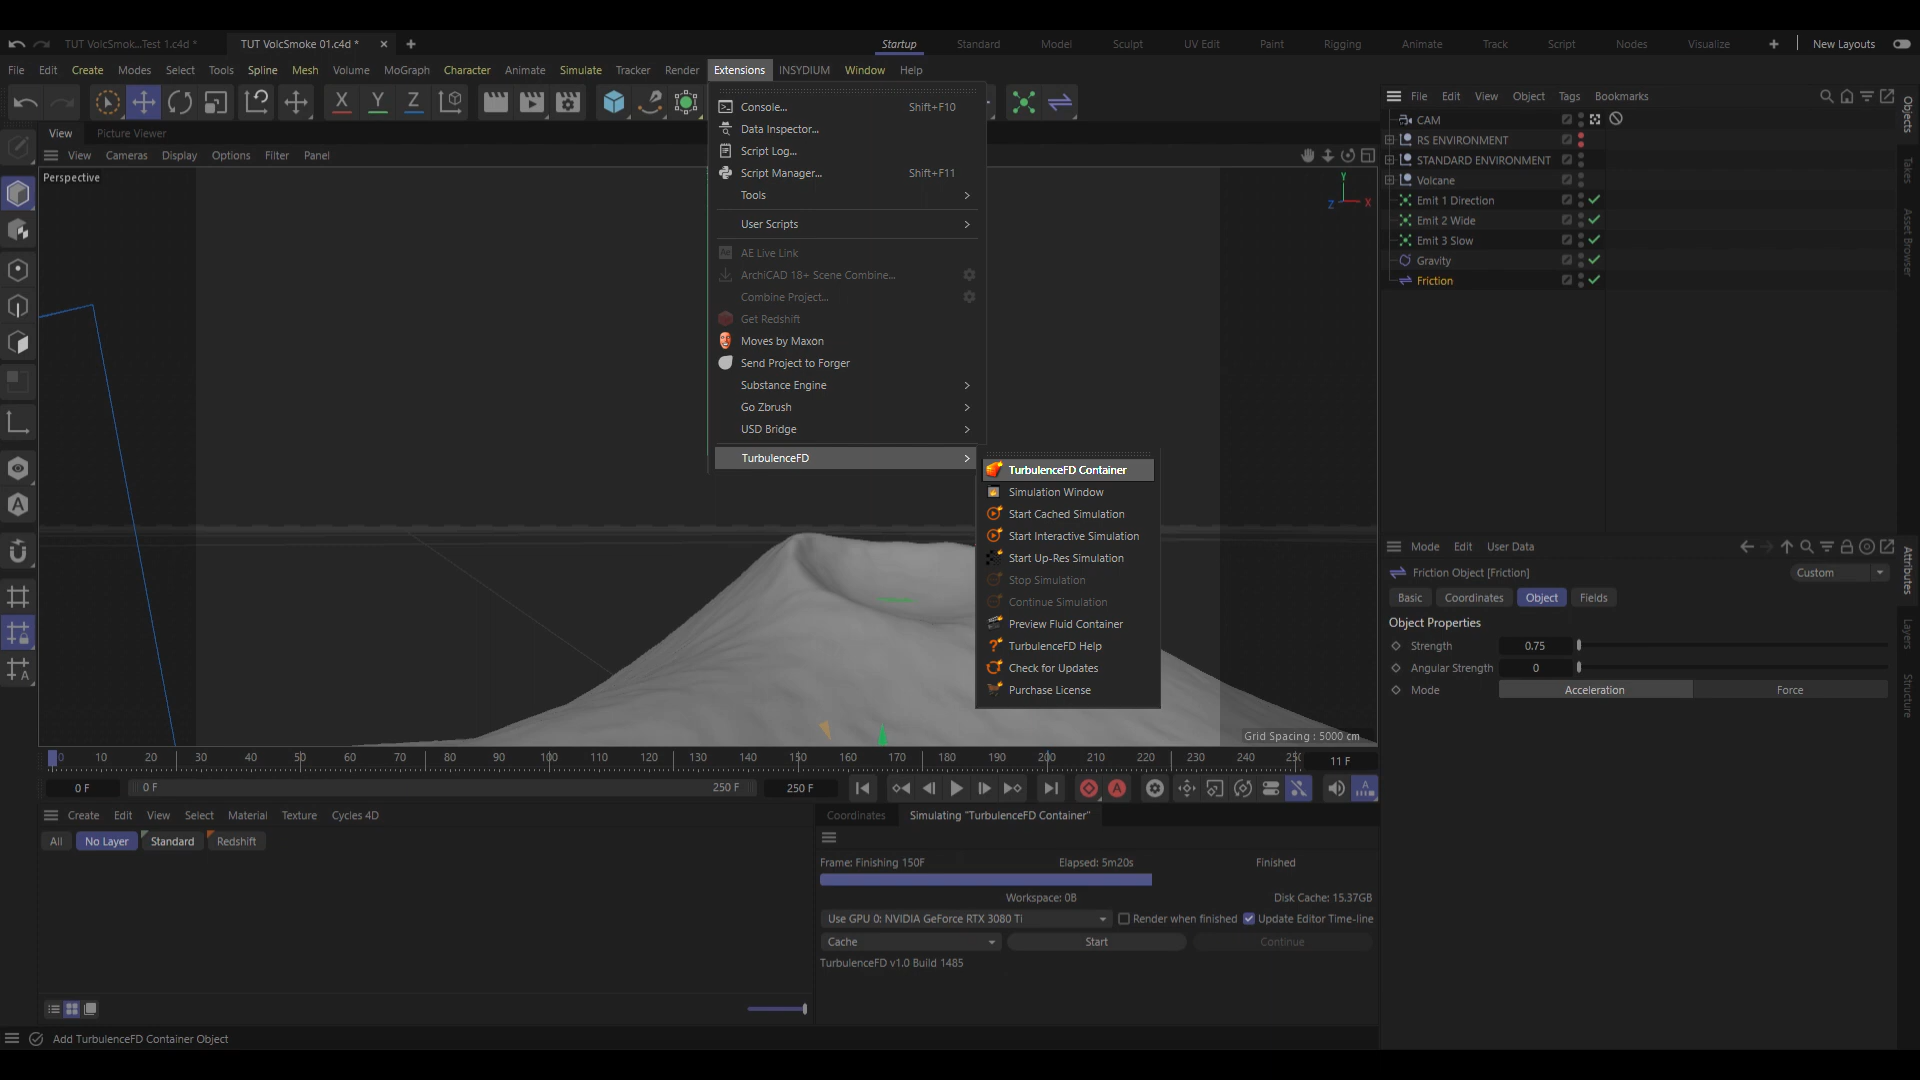 TUT VolcSmok...Test 1.c4d *
TUT VolcSmoke 01.c4d *
Startup Standard Model Sculpt UV Edit Paint Rigging Animate Track Script Nodes Visualize New Layouts
File Edit Create Modes Select Tools Spline Mesh Volume MoGraph Character Animate Simulate Tracker Render Extensions INSYDIUM Window Help
X Y Z
View Picture Viewer
View Cameras Display Options Filter Panel
Perspective
Y
Z X
Console... Shift+F10
Data Inspector...
Script Log...
Script Manager... Shift+F11
Tools
User Scripts
AE Live Link
ArchiCAD 18+ Scene Combine...
Combine Project...
Get Redshift
Moves by Maxon
Send Project to Forger
Substance Engine
Go Zbrush
USD Bridge
TurbulenceFD
TurbulenceFD Container
Simulation Window
Start Cached Simulation
Start Interactive Simulation
Start Up-Res Simulation
Stop Simulation
Continue Simulation
Preview Fluid Container
TurbulenceFD Help
Check for Updates
Purchase License
Grid Spacing : 5000 cm
File Edit View Object Tags Bookmarks
CAM
RS ENVIRONMENT
STANDARD ENVIRONMENT
Volcane
Emit 1 Direction
Emit 2 Wide
Emit 3 Slow
Gravity
Friction
Objects
Takes
Asset Browser
Mode Edit User Data
Friction Object [Friction] Custom
Basic Coordinates Object Fields
Object Properties
Strength 0.75
Angular Strength 0
Mode Acceleration Force
Attributes
Layers
Structure
0 10 20 30 40 50 60 70 80 90 100 110 120 130 140 150 160 170 180 190 200 210 220 230 240 11 F
0 F 0 F 250 F 250 F
Create Edit View Select Material Texture Cycles 4D
All No Layer Standard Redshift
Coordinates Simulating "TurbulenceFD Container"
Frame: Finishing 150F Elapsed: 5m20s Finished
Workspace: 0B Disk Cache: 15.37GB
Use GPU 0: NVIDIA GeForce RTX 3080 Ti Render when finished Update Editor Time-line
Cache Start Continue
TurbulenceFD v1.0 Build 1485
Add TurbulenceFD Container Object